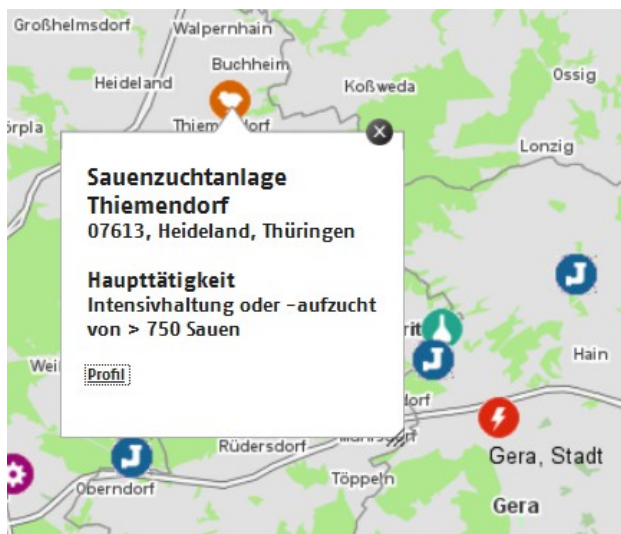 Großhelmsdorf
Walpernhain
Buchheim
Heideland
Koßweda
Ossig
Lonzig
Sauenzuchtanlage
Thiemendorf
07613, Heideland, Thüringen
Haupttätigkeit
Intensivhaltung oder -aufzucht
von > 750 Sauen
Profil
Hain
Rüdersdorf
Gera, Stadt
Töppeln
Oberndorf
Gera